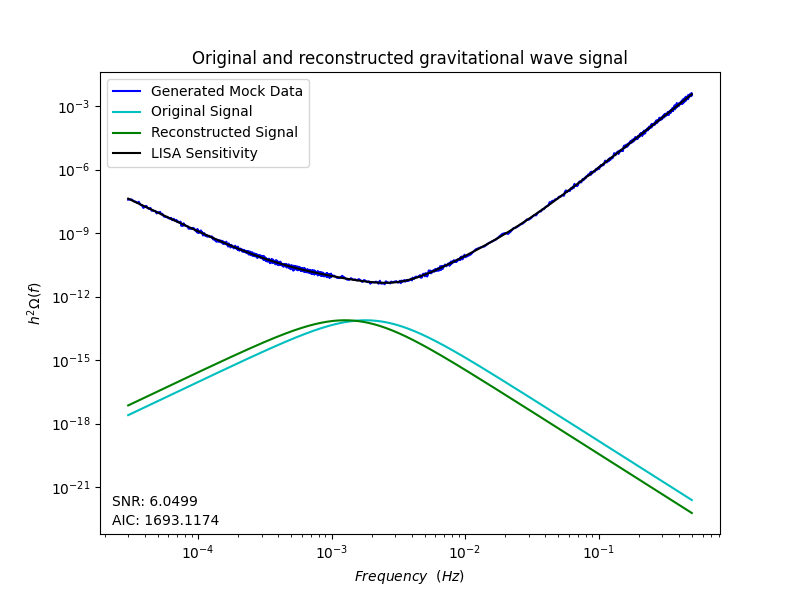 Original and reconstructed gravitational wave signal
Generated Mock Data
Original Signal
Reconstructed Signal
LISA Sensitivity
10⁻³
10⁻⁶
10⁻⁹
10⁻¹²
10⁻¹⁵
10⁻¹⁸
10⁻²¹
h²Ω(f)
SNR: 6.0499
AIC: 1693.1174
10⁻⁴ 10⁻³ 10⁻² 10⁻¹
Frequency (Hz)